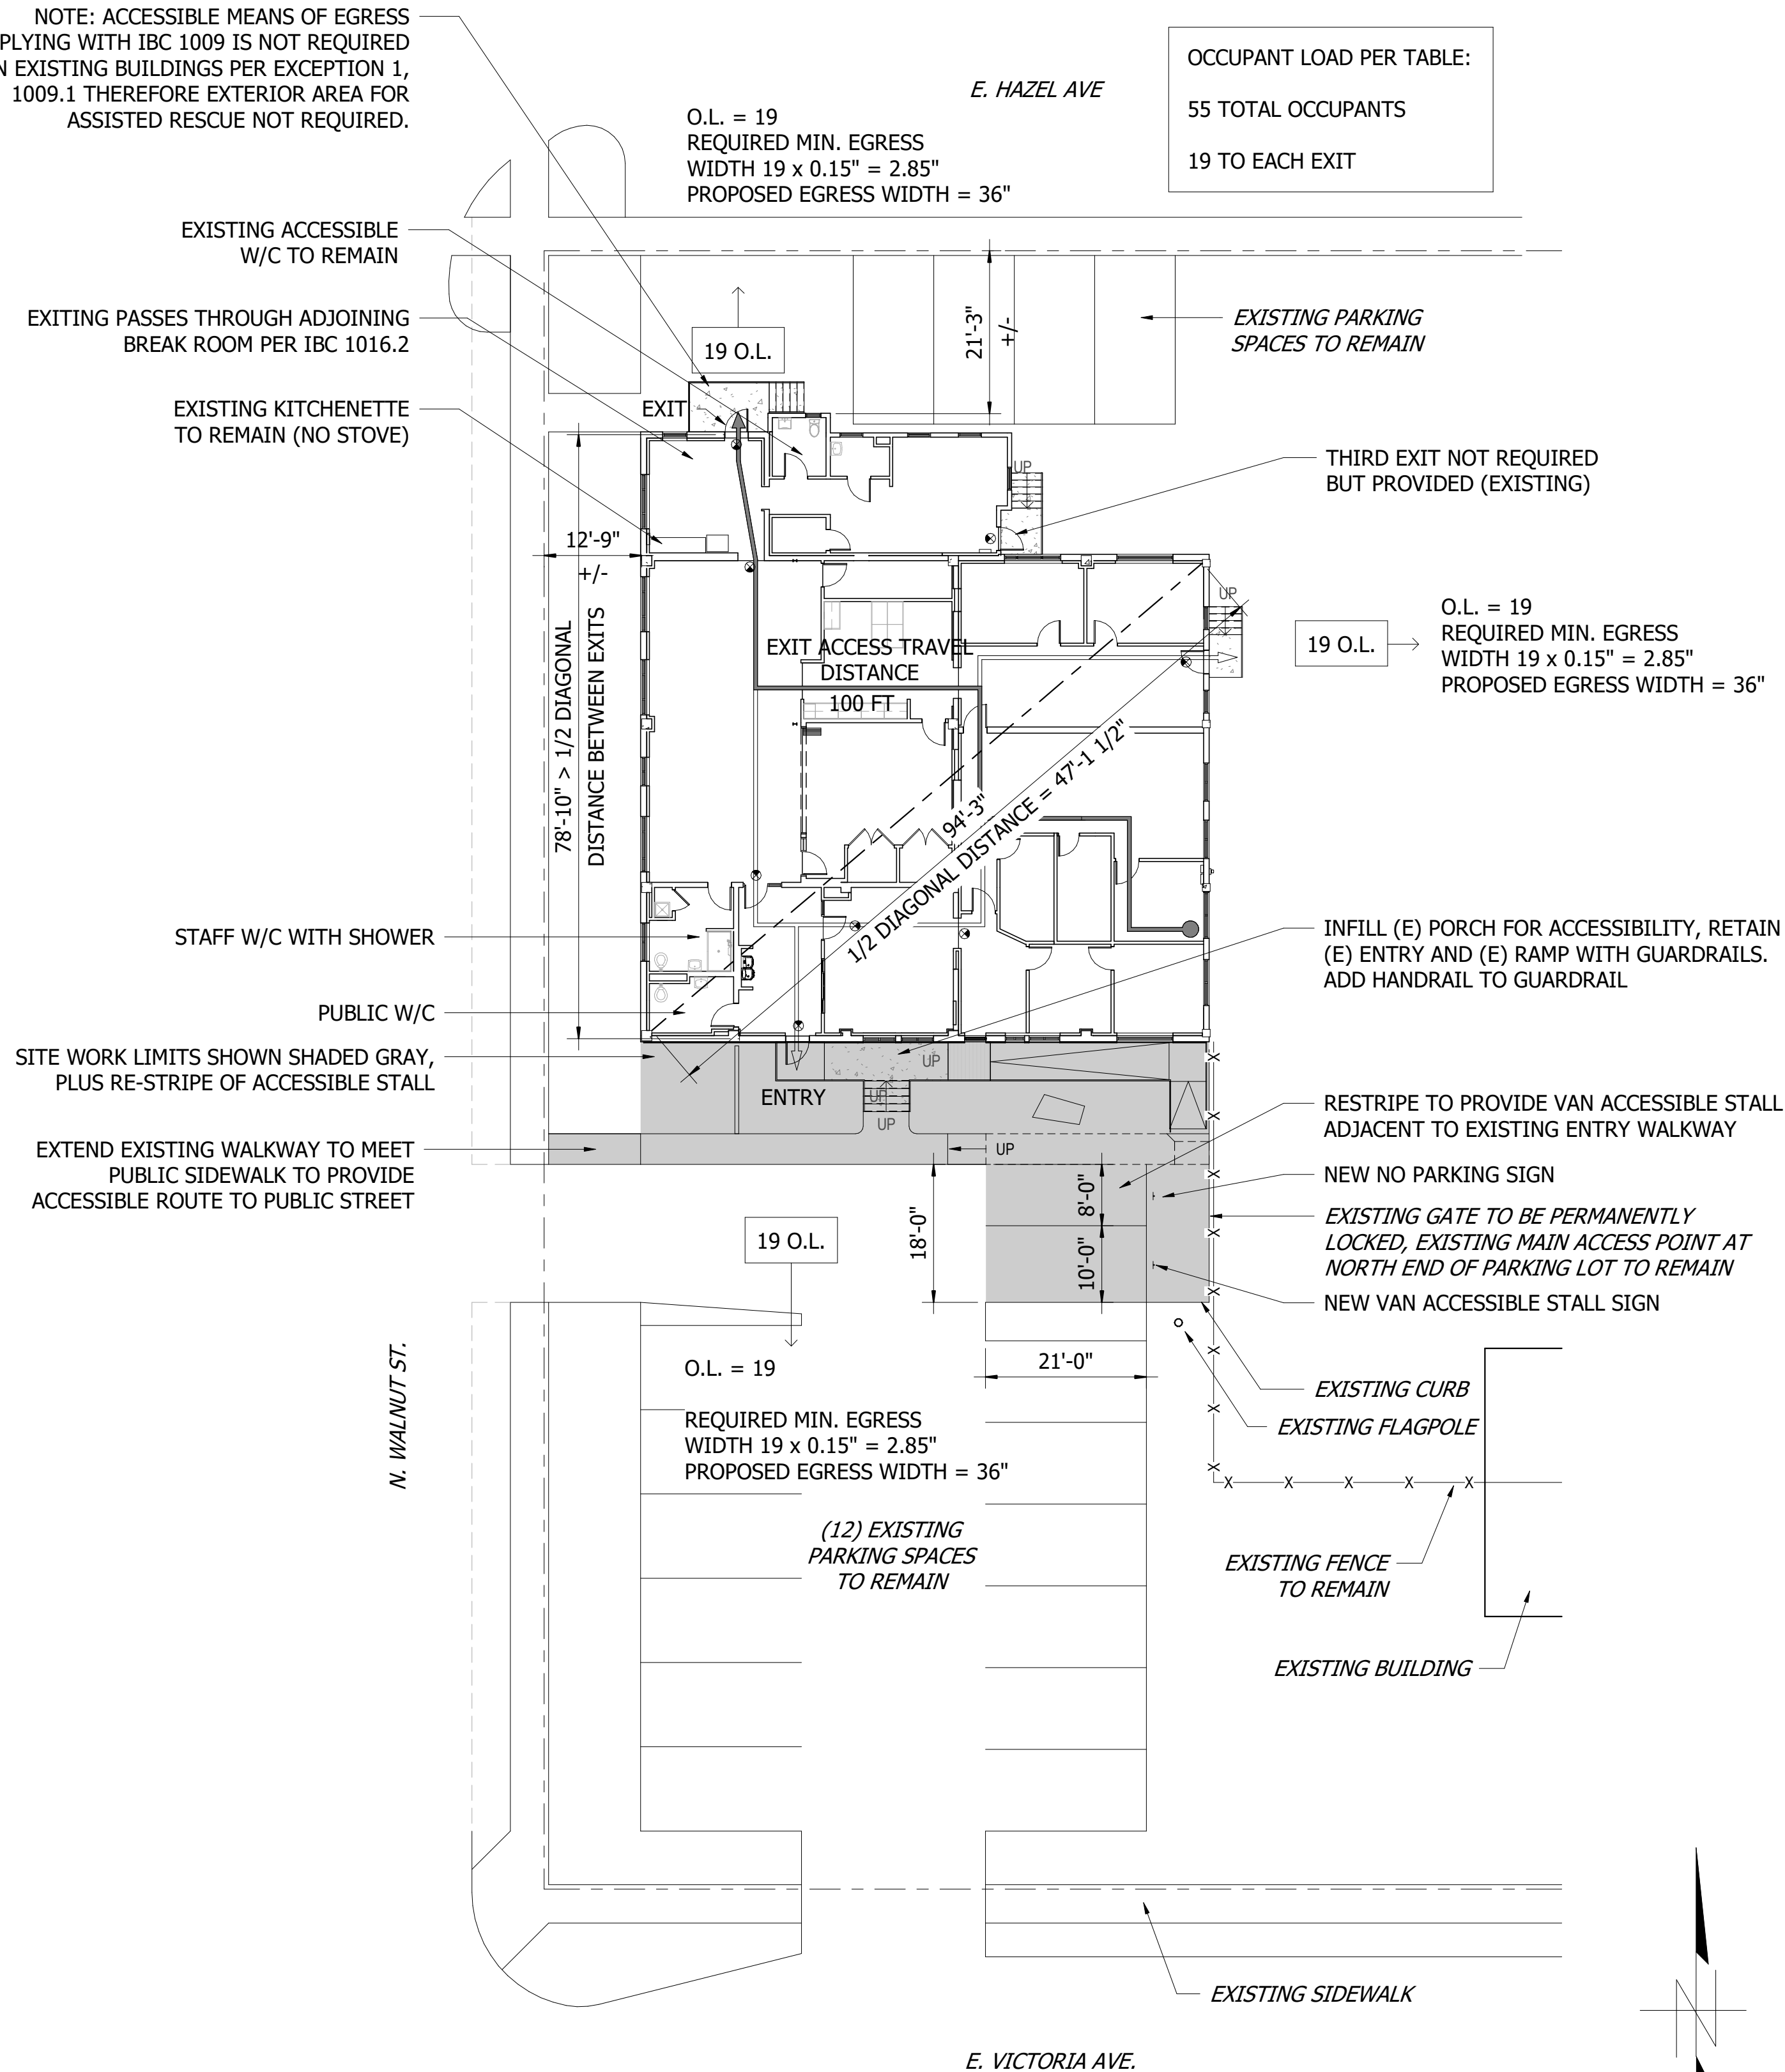 NOTE: ACCESSIBLE MEANS OF EGRESS
PLYING WITH IBC 1009 IS NOT REQUIRED
N EXISTING BUILDINGS PER EXCEPTION 1,
1009.1 THEREFORE EXTERIOR AREA FOR
ASSISTED RESCUE NOT REQUIRED.
E. HAZEL AVE
OCCUPANT LOAD PER TABLE:
55 TOTAL OCCUPANTS
19 TO EACH EXIT
O.L. = 19
REQUIRED MIN. EGRESS
WIDTH 19 x 0.15" = 2.85"
PROPOSED EGRESS WIDTH = 36"
EXISTING ACCESSIBLE
W/C TO REMAIN
EXITING PASSES THROUGH ADJOINING
BREAK ROOM PER IBC 1016.2
EXISTING KITCHENETTE
TO REMAIN (NO STOVE)
19 O.L.
EXIT
21'-3"
+/-
EXISTING PARKING
SPACES TO REMAIN
THIRD EXIT NOT REQUIRED
BUT PROVIDED (EXISTING)
UP
12'-9"
+/-
78'-10" > 1/2 DIAGONAL
DISTANCE BETWEEN EXITS
EXIT ACCESS TRAVEL
DISTANCE
100 FT
UP
19 O.L.
O.L. = 19
REQUIRED MIN. EGRESS
WIDTH 19 x 0.15" = 2.85"
PROPOSED EGRESS WIDTH = 36"
94'-3"
1/2 DIAGONAL DISTANCE = 47'-1 1/2"
STAFF W/C WITH SHOWER
PUBLIC W/C
SITE WORK LIMITS SHOWN SHADED GRAY,
PLUS RE-STRIPE OF ACCESSIBLE STALL
EXTEND EXISTING WALKWAY TO MEET
PUBLIC SIDEWALK TO PROVIDE
ACCESSIBLE ROUTE TO PUBLIC STREET
INFILL (E) PORCH FOR ACCESSIBILITY, RETAIN
(E) ENTRY AND (E) RAMP WITH GUARDRAILS.
ADD HANDRAIL TO GUARDRAIL
ENTRY
UP
UP
UP
UP
RESTRIPE TO PROVIDE VAN ACCESSIBLE STALL
ADJACENT TO EXISTING ENTRY WALKWAY
NEW NO PARKING SIGN
EXISTING GATE TO BE PERMANENTLY
LOCKED, EXISTING MAIN ACCESS POINT AT
NORTH END OF PARKING LOT TO REMAIN
NEW VAN ACCESSIBLE STALL SIGN
19 O.L.
18'-0"
8'-0"
10'-0"
21'-0"
O.L. = 19
REQUIRED MIN. EGRESS
WIDTH 19 x 0.15" = 2.85"
PROPOSED EGRESS WIDTH = 36"
N. WALNUT ST.
EXISTING CURB
EXISTING FLAGPOLE
X
X
X
X
X
X
X
X
X
X
X
X
X
(12) EXISTING
PARKING SPACES
TO REMAIN
EXISTING FENCE
TO REMAIN
EXISTING BUILDING
EXISTING SIDEWALK
E. VICTORIA AVE.
N